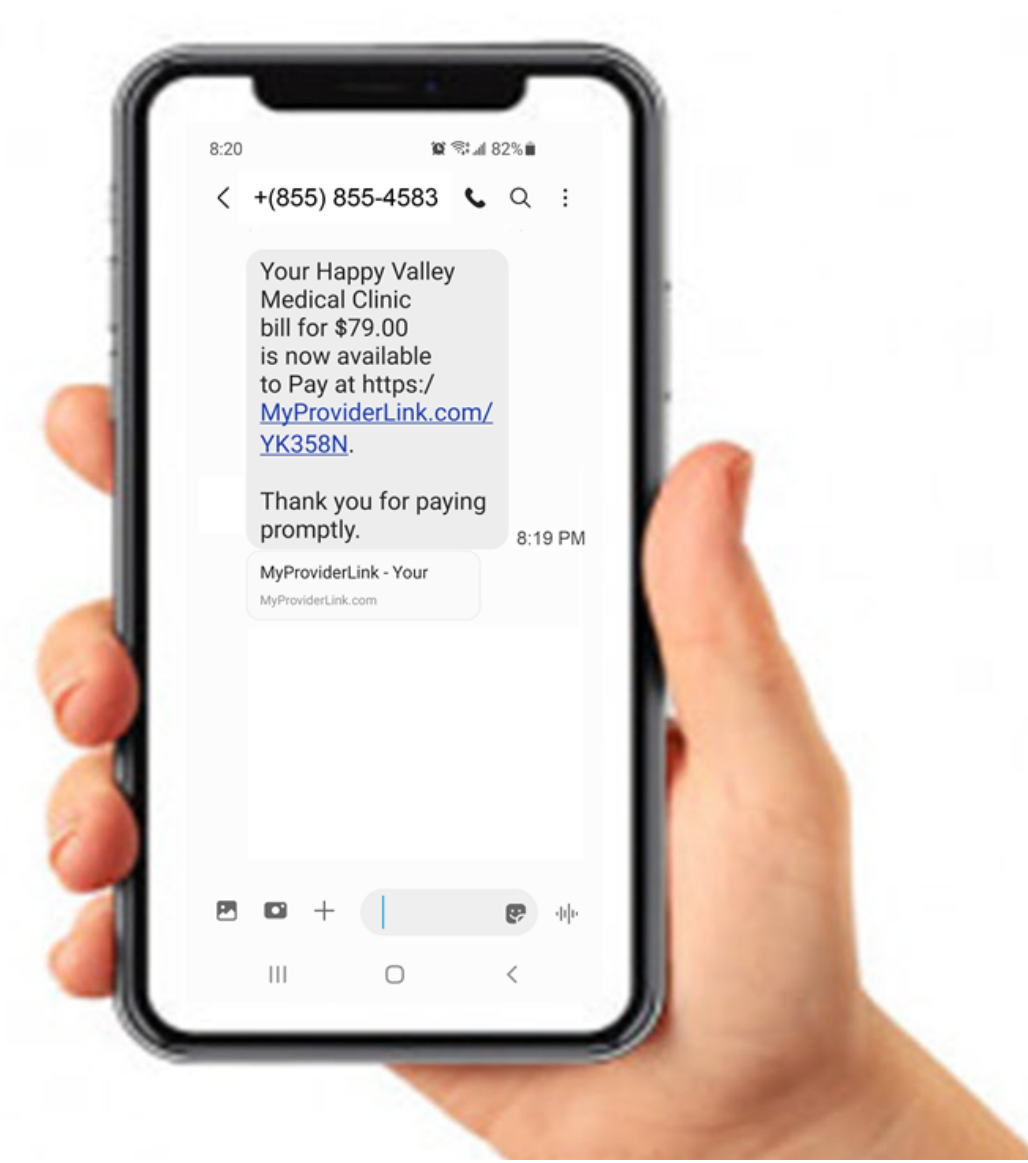 8:20
82%
+(855) 855-4583
Your Happy Valley
Medical Clinic
bill for $79.00
is now available
to Pay at https:/
MyProviderLink.com/
YK358N.
Thank you for paying
promptly.
8:19 PM
MyProviderLink - Your
MyProviderLink.com